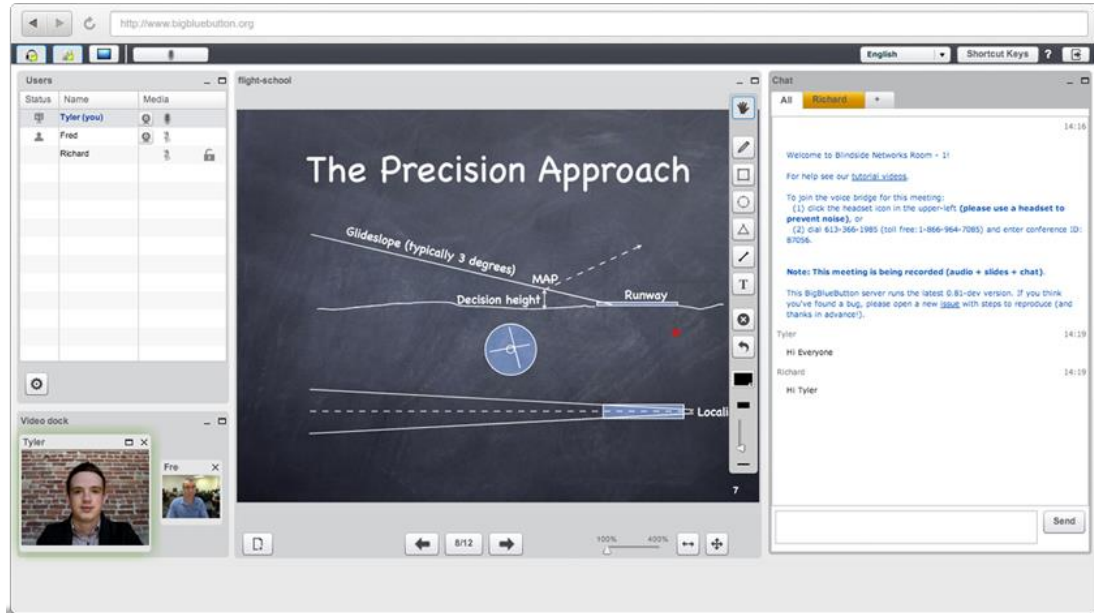 http://www.bigbluebutton.org
English
Shortcut Keys
?
Users
Status Name Media
Tyler (you)
Fred
Richard
Video dock
Tyler
Fre
flight-school
The Precision Approach
Glideslope (typically 3 degrees)
MAP
Decision height
Runway
Locali
7
T
8/12
100% 400%
Chat
All Richard +
14:16
Welcome to Blindside Networks Room - 1!
For help see our tutorial videos.
To join the voice bridge for this meeting:
(1) click the headset icon in the upper-left (please use a headset to
prevent noise), or
(2) dial 613-366-1985 (toll free:1-866-964-7085) and enter conference ID:
87056.
Note: This meeting is being recorded (audio + slides + chat).
This BigBlueButton server runs the latest 0.81-dev version. If you think
you've found a bug, please open a new issue with steps to reproduce (and
thanks in advance!).
Tyler 14:19
Hi Everyone
Richard 14:19
Hi Tyler
Send